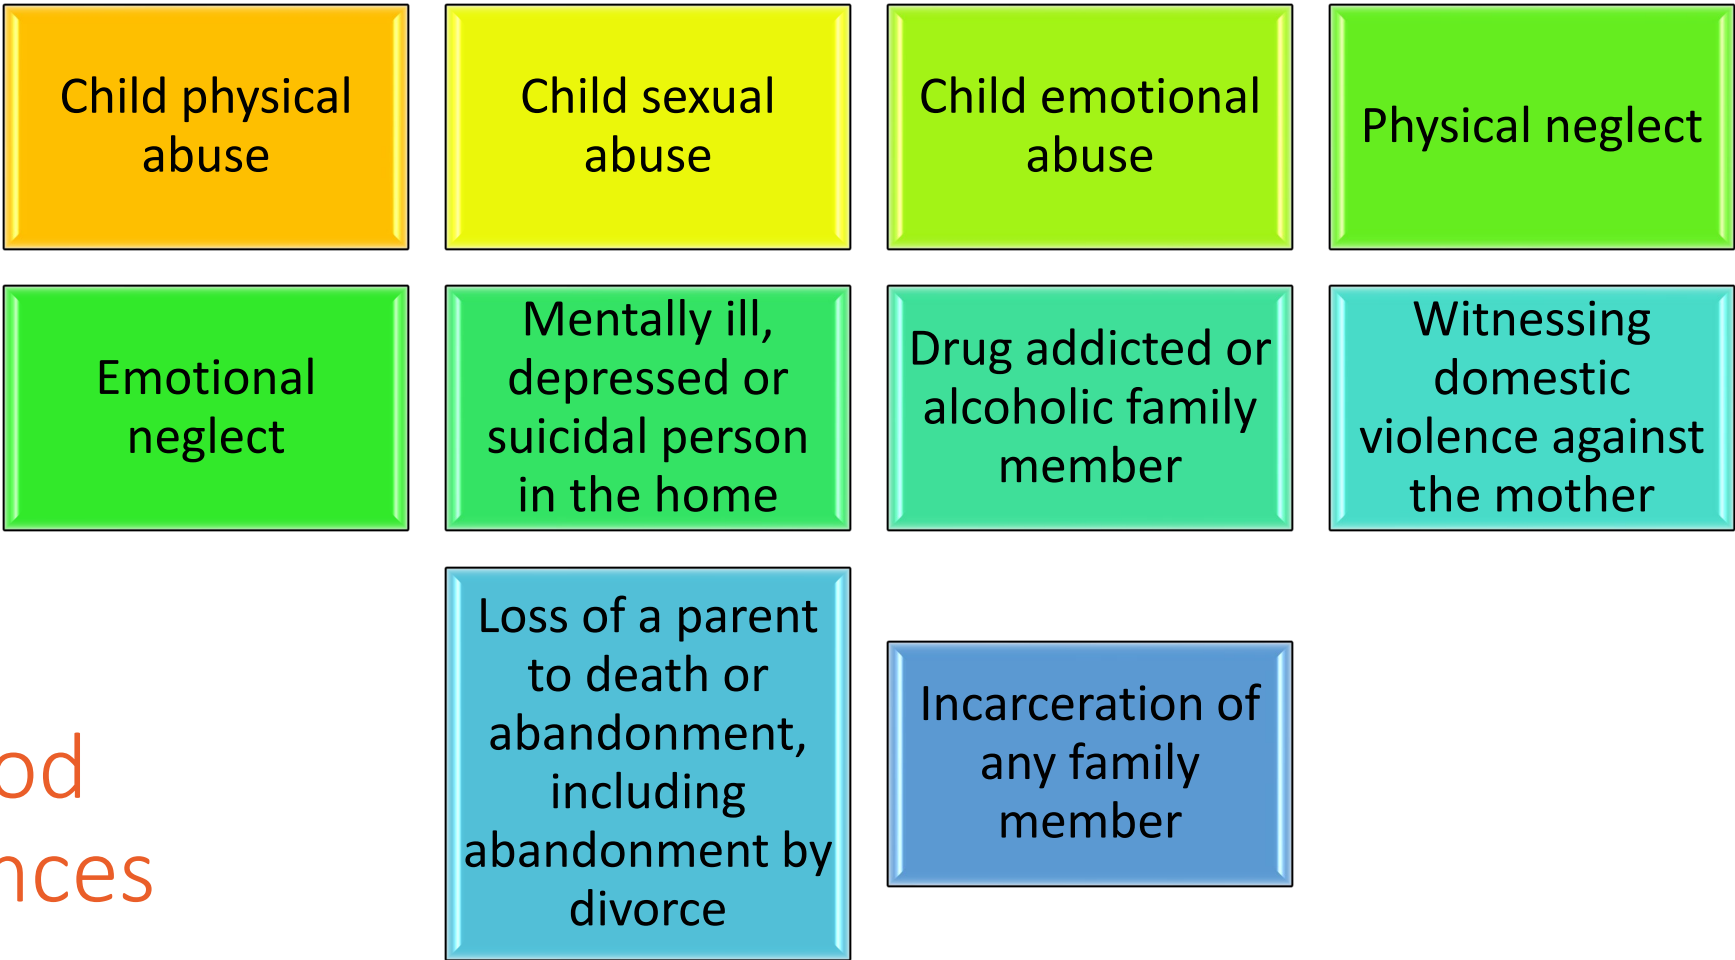 Child physical
abuse
Child sexual
abuse
Child emotional
abuse
Physical neglect
Emotional
neglect
Mentally ill,
depressed or
suicidal person
in the home
Drug addicted or
alcoholic family
member
Witnessing
domestic
violence against
the mother
Loss of a parent
to death or
abandonment,
including
abandonment by
divorce
Incarceration of
any family
member
od
nces